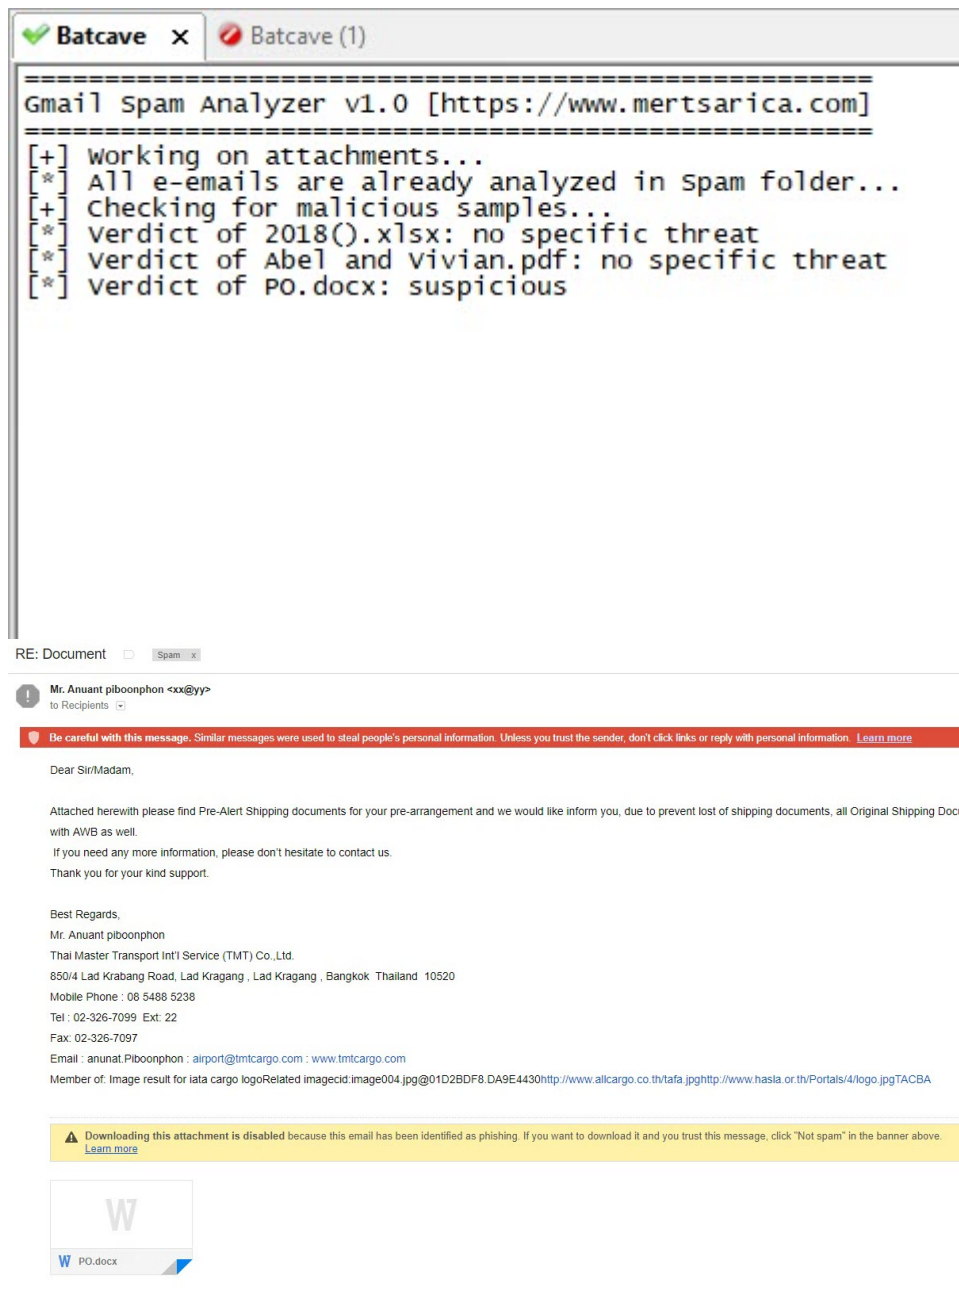 Batcave x Batcave (1)
=====================================================
Gmail Spam Analyzer v1.0 [https://www.mertsarica.com]
=====================================================
[+] Working on attachments...
[*] All e-emails are already analyzed in Spam folder...
[+] Checking for malicious samples...
[*] Verdict of 2018().xlsx: no specific threat
[*] Verdict of Abel and Vivian.pdf: no specific threat
[*] Verdict of PO.docx: suspicious
RE: Document Spam x
Mr. Anuant piboonphon <xx@yy>
to Recipients
Be careful with this message. Similar messages were used to steal people's personal information. Unless you trust the sender, don't click links or reply with personal information. Learn more
Dear Sir/Madam,
Attached herewith please find Pre-Alert Shipping documents for your pre-arrangement and we would like inform you, due to prevent lost of shipping documents, all Original Shipping Doc
with AWB as well.
If you need any more information, please don't hesitate to contact us.
Thank you for your kind support.
Best Regards,
Mr. Anuant piboonphon
Thai Master Transport Int'l Service (TMT) Co.,Ltd.
850/4 Lad Krabang Road, Lad Kragang , Lad Kragang , Bangkok Thailand 10520
Mobile Phone : 08 5488 5238
Tel : 02-326-7099 Ext: 22
Fax: 02-326-7097
Email : anunat.Piboonphon : airport@tmtcargo.com : www.tmtcargo.com
Member of: Image result for iata cargo logoRelated imagecid:image004.jpg@01D2BDF8.DA9E4430http://www.allcargo.co.th/tafa.jpghttp://www.hasla.or.th/Portals/4/logo.jpgTACBA
Downloading this attachment is disabled because this email has been identified as phishing. If you want to download it and you trust this message, click "Not spam" in the banner above.
Learn more
W
W PO.docx